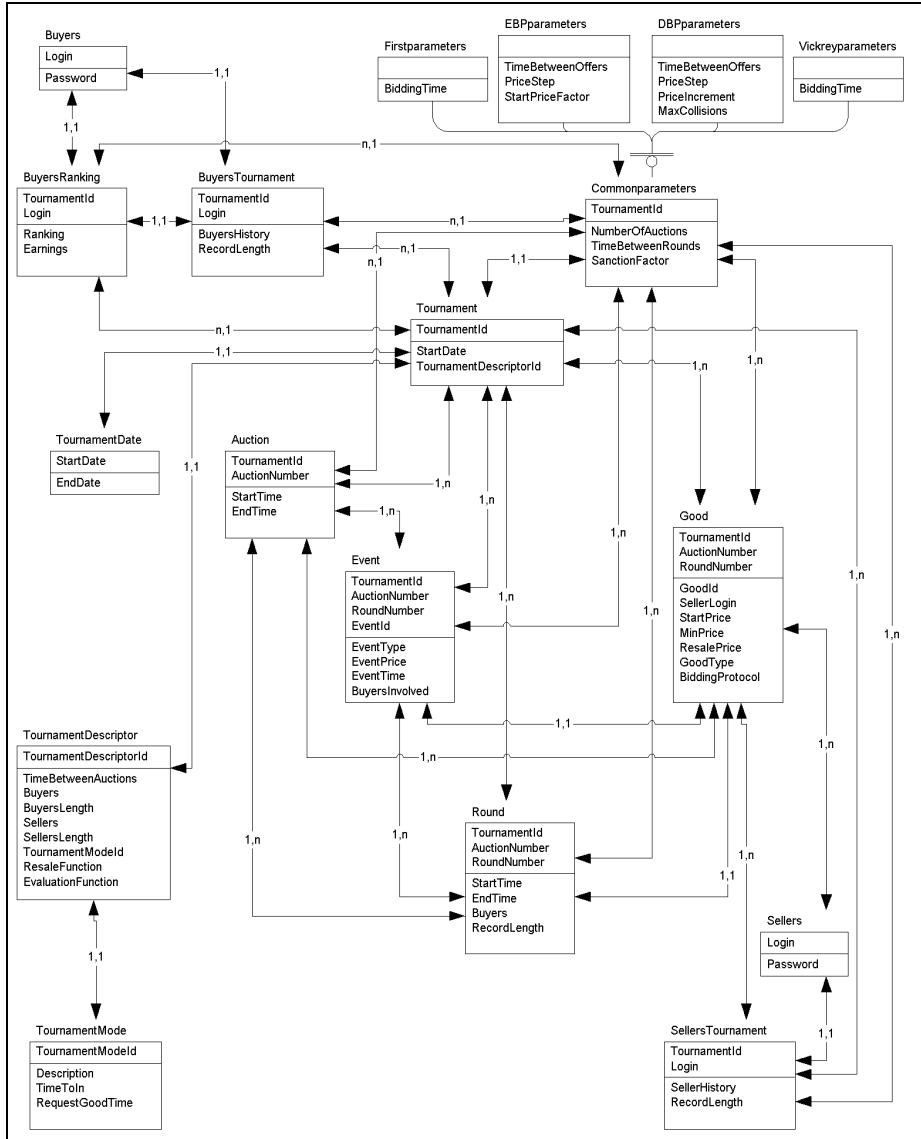 Buyers
Login
Password
Firstparameters
BiddingTime
EBPparameters
TimeBetweenOffers
PriceStep
StartPriceFactor
DBPparameters
TimeBetweenOffers
PriceStep
PriceIncrement
MaxCollisions
Vickreyparameters
BiddingTime
1,1
1,1
n,1
BuyersRanking
TournamentId
Login
Ranking
Earnings
1,1
BuyersTournament
TournamentId
Login
BuyersHistory
RecordLength
n,1
n,1
n,1
1,1
Commonparameters
TournamentId
NumberOfAuctions
TimeBetweenRounds
SanctionFactor
Tournament
TournamentId
StartDate
TournamentDescriptorId
n,1
1,1
1,n
1,n
TournamentDate
StartDate
EndDate
1,1
Auction
TournamentId
AuctionNumber
StartTime
EndTime
1,n
1,n
1,n
Event
TournamentId
AuctionNumber
RoundNumber
EventId
EventType
EventPrice
EventTime
BuyersInvolved
1,n
1,n
1,n
Good
TournamentId
AuctionNumber
RoundNumber
GoodId
SellerLogin
StartPrice
MinPrice
ResalePrice
GoodType
BiddingProtocol
1,n
1,n
1,1
1,n
1,n
TournamentDescriptor
TournamentDescriptorId
TimeBetweenAuctions
Buyers
BuyersLength
Sellers
SellersLength
TournamentModeId
ResaleFunction
EvaluationFunction
1,n
1,n
Round
TournamentId
AuctionNumber
RoundNumber
StartTime
EndTime
Buyers
RecordLength
1,1
1,n
Sellers
Login
Password
1,1
1,1
TournamentMode
TournamentModeId
Description
TimeToIn
RequestGoodTime
SellersTournament
TournamentId
Login
SellerHistory
RecordLength